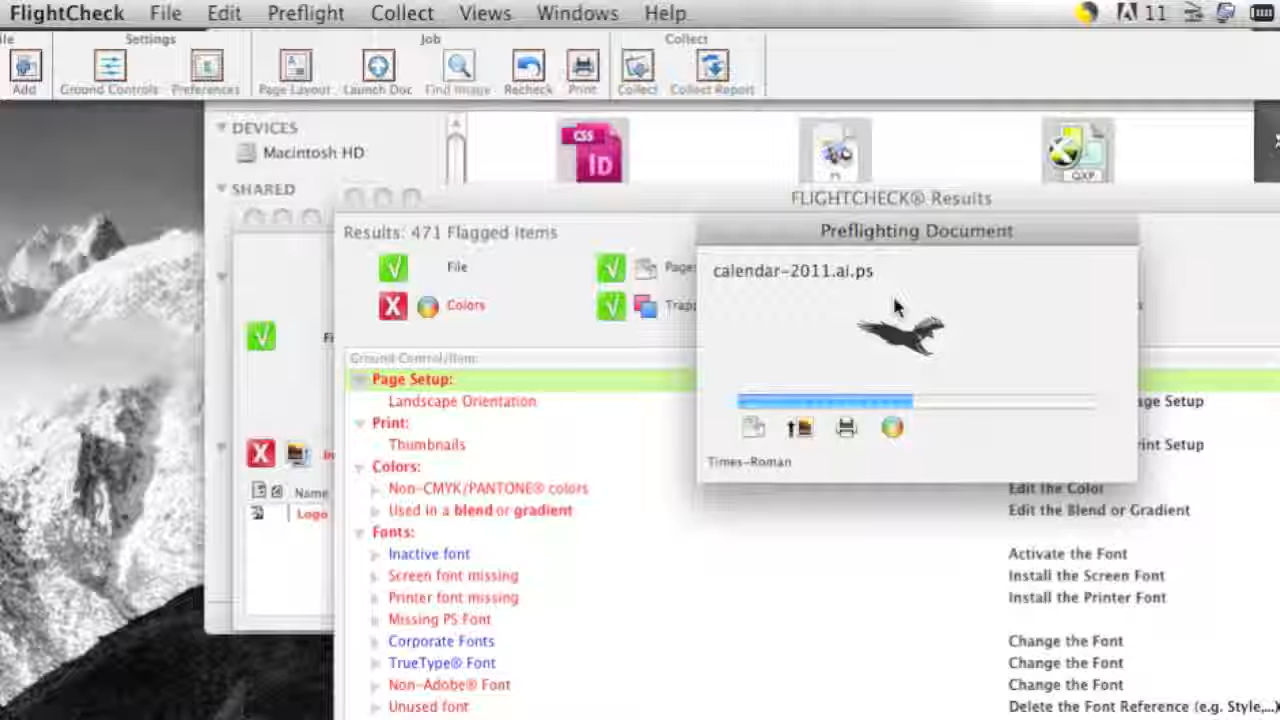 FlightCheck File Edit Preflight Collect Views Windows Help 11
Settings Job Collect
Add Ground Controls Preferences Page Layout Launch Doc Find Image Recheck Print Collect Collect Report
DEVICES
Macintosh HD
SHARED
CSS
ID
QXP
FLIGHTCHECK® Results
Results: 471 Flagged Items
Preflighting Document
File
Colors
calendar-2011.ai.ps
Times-Roman
Name
Logo
Ground Control/Item:
Page Setup:
Landscape Orientation
Print:
Thumbnails
Colors:
Non-CMYK/PANTONE® colors Edit the Color
Used in a blend or gradient Edit the Blend or Gradient
Fonts:
Inactive font Activate the Font
Screen font missing Install the Screen Font
Printer font missing Install the Printer Font
Missing PS Font
Corporate Fonts Change the Font
TrueType® Font Change the Font
Non-Adobe® Font Change the Font
Unused font Delete the Font Reference (e.g. Style,...)